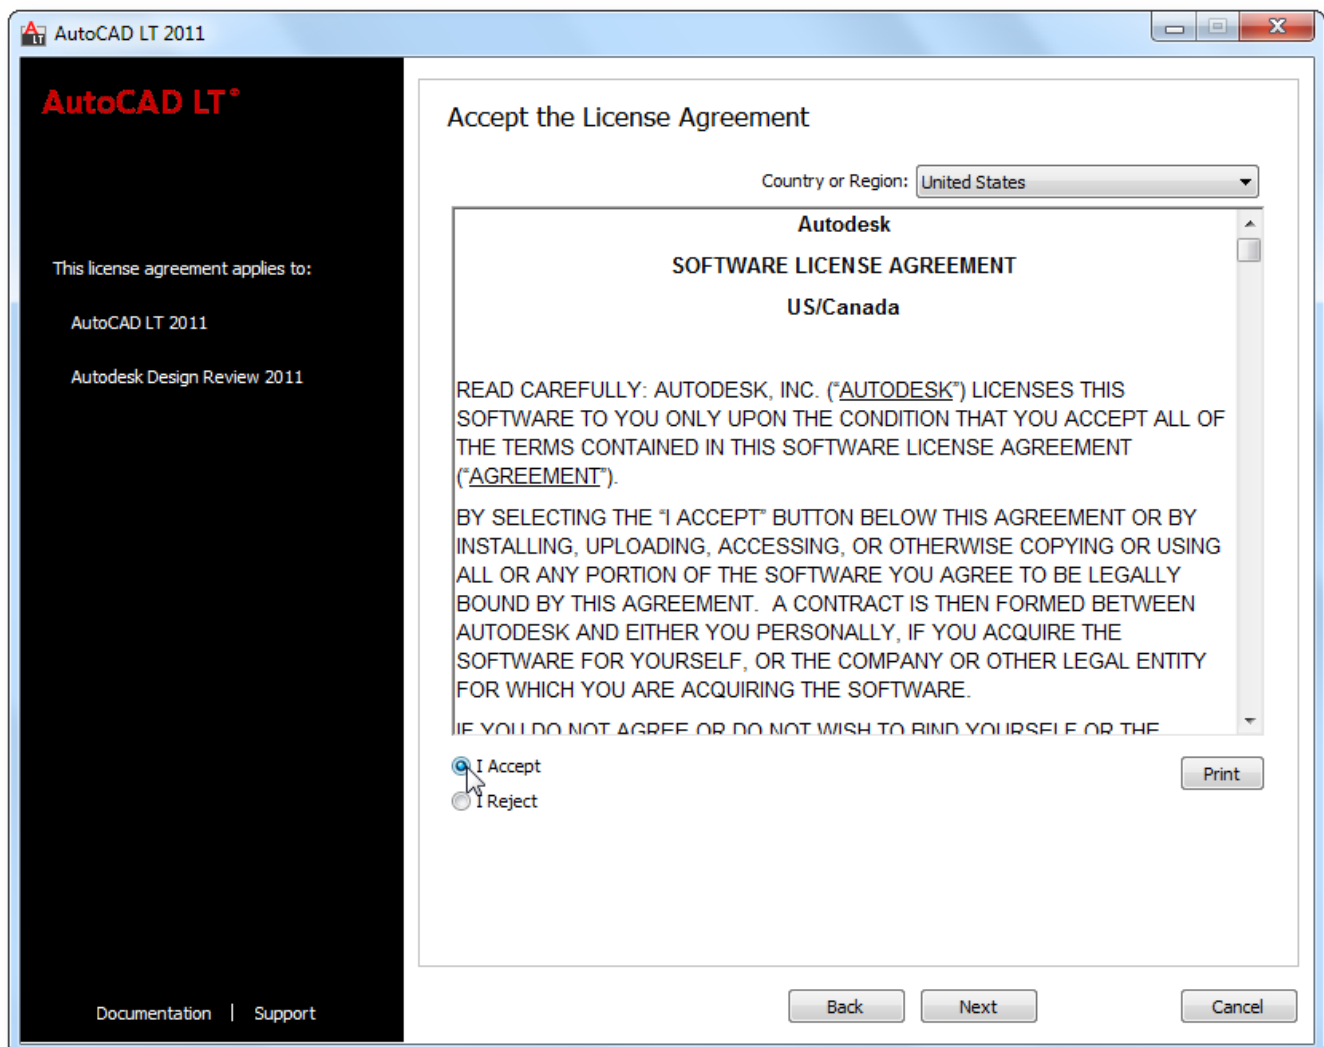 AutoCAD LT 2011
AutoCAD LT®
This license agreement applies to:
AutoCAD LT 2011
Autodesk Design Review 2011
Documentation | Support
Accept the License Agreement
Country or Region: United States
Autodesk
SOFTWARE LICENSE AGREEMENT
US/Canada
READ CAREFULLY: AUTODESK, INC. (“AUTODESK”) LICENSES THIS
SOFTWARE TO YOU ONLY UPON THE CONDITION THAT YOU ACCEPT ALL OF
THE TERMS CONTAINED IN THIS SOFTWARE LICENSE AGREEMENT
(“AGREEMENT”).
BY SELECTING THE “I ACCEPT” BUTTON BELOW THIS AGREEMENT OR BY
INSTALLING, UPLOADING, ACCESSING, OR OTHERWISE COPYING OR USING
ALL OR ANY PORTION OF THE SOFTWARE YOU AGREE TO BE LEGALLY
BOUND BY THIS AGREEMENT.  A CONTRACT IS THEN FORMED BETWEEN
AUTODESK AND EITHER YOU PERSONALLY, IF YOU ACQUIRE THE
SOFTWARE FOR YOURSELF, OR THE COMPANY OR OTHER LEGAL ENTITY
FOR WHICH YOU ARE ACQUIRING THE SOFTWARE.
IF YOU DO NOT AGREE OR DO NOT WISH TO BIND YOURSELF OR THE
I Accept
I Reject
Print
Back
Next
Cancel